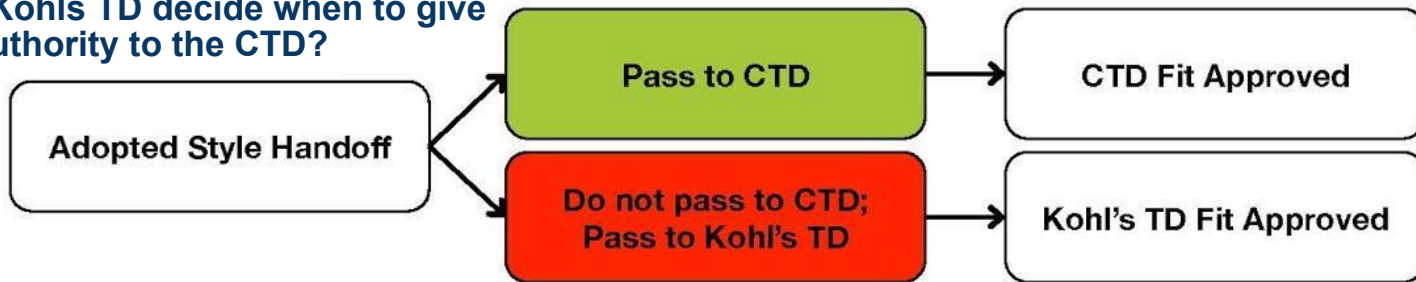 Kohls TD decide when to give
to the CTD?
Pass to CTD
CTD Fit Approved
Adopted Style Handoff
Do not pass to CTD;
Pass to Kohl's TD
Kohl's TD Fit Approved